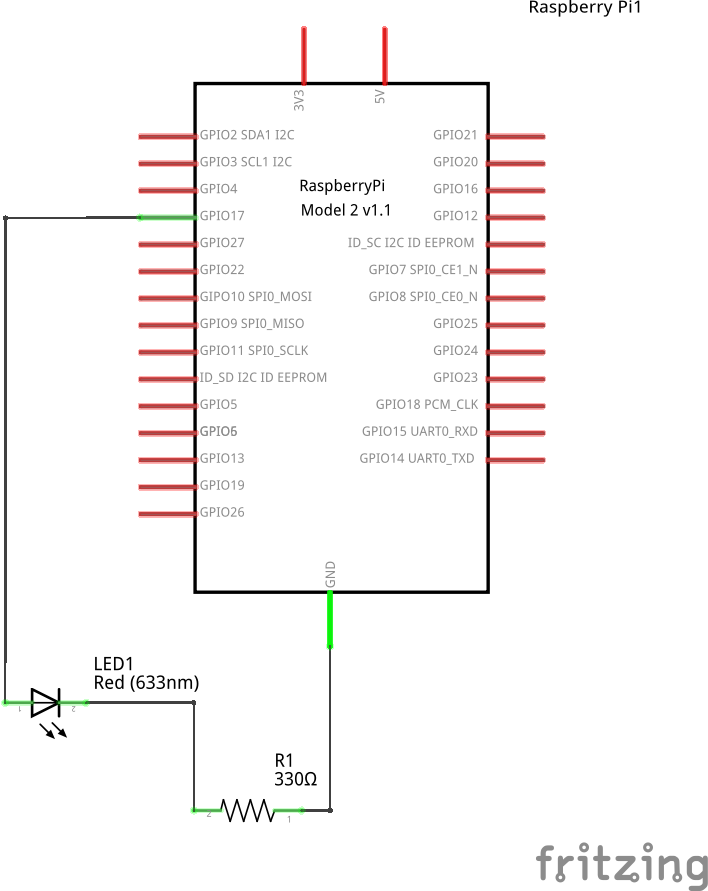 Raspberry Pi1
3V3
5V
GPIO2 SDA1 I2C
GPIO21
GPIO3 SCL1 I2C
GPIO20
GPIO4
RaspberryPi
GPIO16
Model 2 v1.1
GPIO17
GPIO12
GPIO27
ID_SC I2C ID EEPROM
GPIO22
GPIO7 SPI0_CE1_N
GIPO10 SPI0_MOSI
GPIO8 SPI0_CE0_N
GPIO9 SPI0_MISO
GPIO25
GPIO11 SPI0_SCLK
GPIO24
ID_SD I2C ID EEPROM
GPIO23
GPIO5
GPIO18 PCM_CLK
GPIO6
GPIO15 UART0_RXD
GPIO13
GPIO14 UART0_TXD
GPIO19
GPIO26
GND
LED1
Red (633nm)
1
2
R1
330Ω
2
1
fritzing